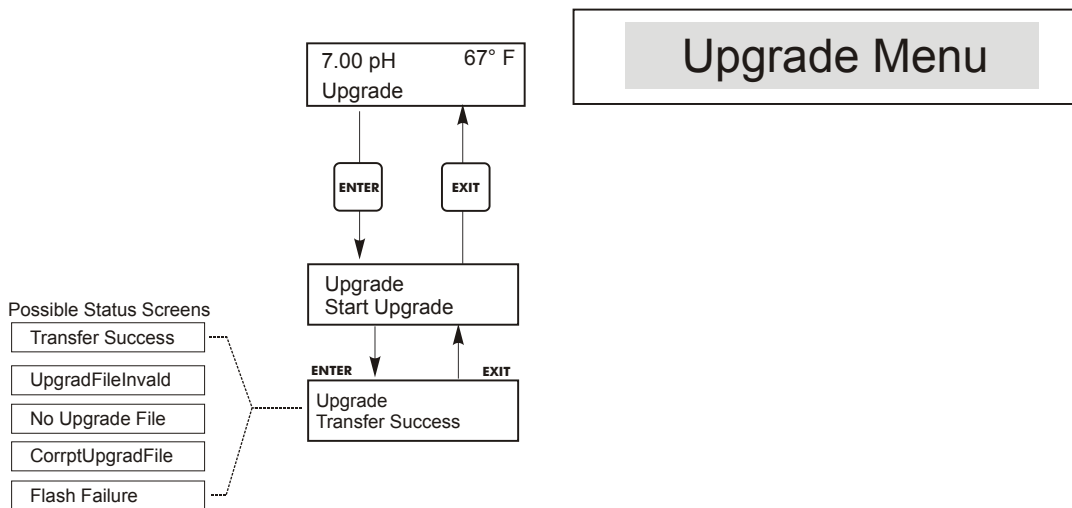 Upgrade Menu
7.00 pH 67° F
Upgrade
ENTER EXIT
Upgrade
Start Upgrade
ENTER EXIT
Upgrade
Transfer Success
Possible Status Screens
Transfer Success
UpgradFileInvald
No Upgrade File
CorrptUpgradFile
Flash Failure